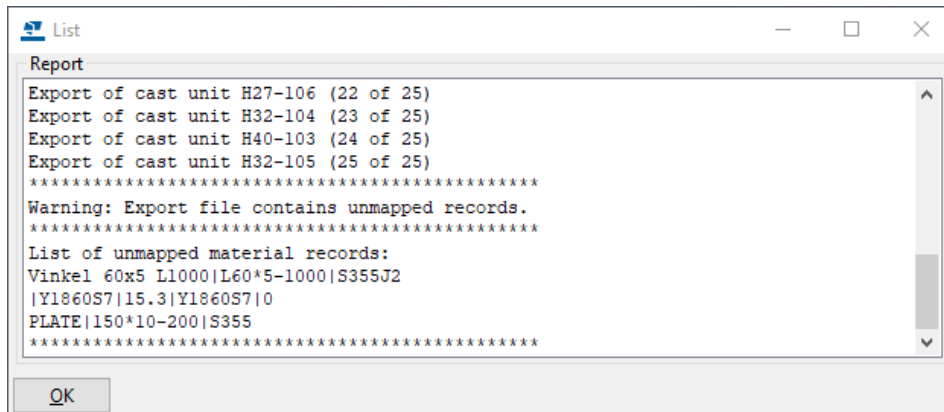 List
Report
Export of cast unit H27-106 (22 of 25)
Export of cast unit H32-104 (23 of 25)
Export of cast unit H40-103 (24 of 25)
Export of cast unit H32-105 (25 of 25)
************************************************
Warning: Export file contains unmapped records.
************************************************
List of unmapped material records:
Vinkel 60x5 L1000|L60*5-1000|S355J2
|Y1860S7|15.3|Y1860S7|0
PLATE|150*10-200|S355
************************************************
OK